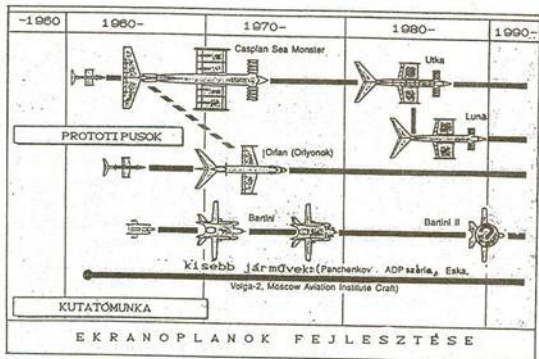 -1960 1960- 1970- 1980- 1990-
Caspian Sea Monster
Utka
Luna
PROTOTIPUSOK
Orlan (Orlyonok)
Bartini
Bartini II
?
kisebb járművek:(Panchenkov. ADP széria, Eska,
Volga-2, Moscow Aviation Institute Craft)
KUTATÓMUNKA
EKRANOPLANOK FEJLESZTÉSE